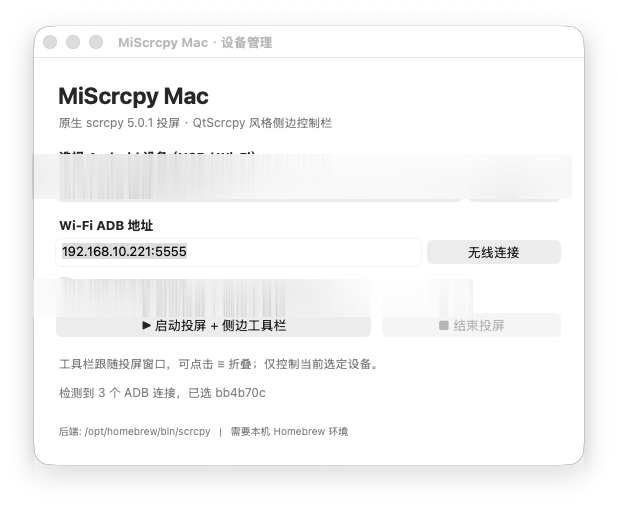 MiScrcpy Mac · 设备管理
MiScrcpy Mac
原生 scrcpy 5.0.1 投屏 · QtScrcpy 风格侧边控制栏
Wi-Fi ADB 地址
192.168.10.221:5555
无线连接
▶ 启动投屏 + 侧边工具栏
■ 结束投屏
工具栏跟随投屏窗口，可点击 ≡ 折叠；仅控制当前选定设备。
检测到 3 个 ADB 连接，已选 bb4b70c
后端: /opt/homebrew/bin/scrcpy | 需要本机 Homebrew 环境